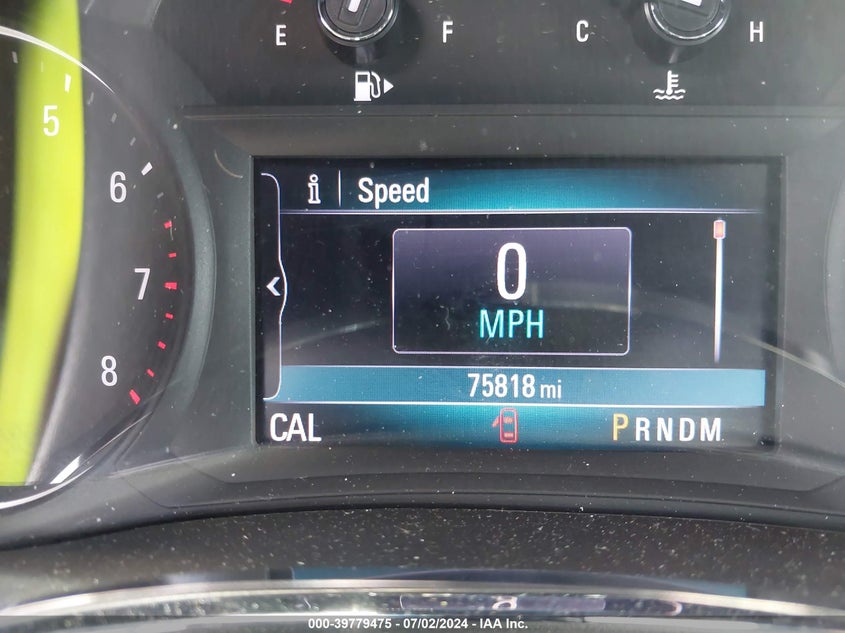 E F C H
5
6
7
8
i Speed
0
MPH
75818 mi
CAL PRNDM
000-39779475 - 07/02/2024 - IAA Inc.